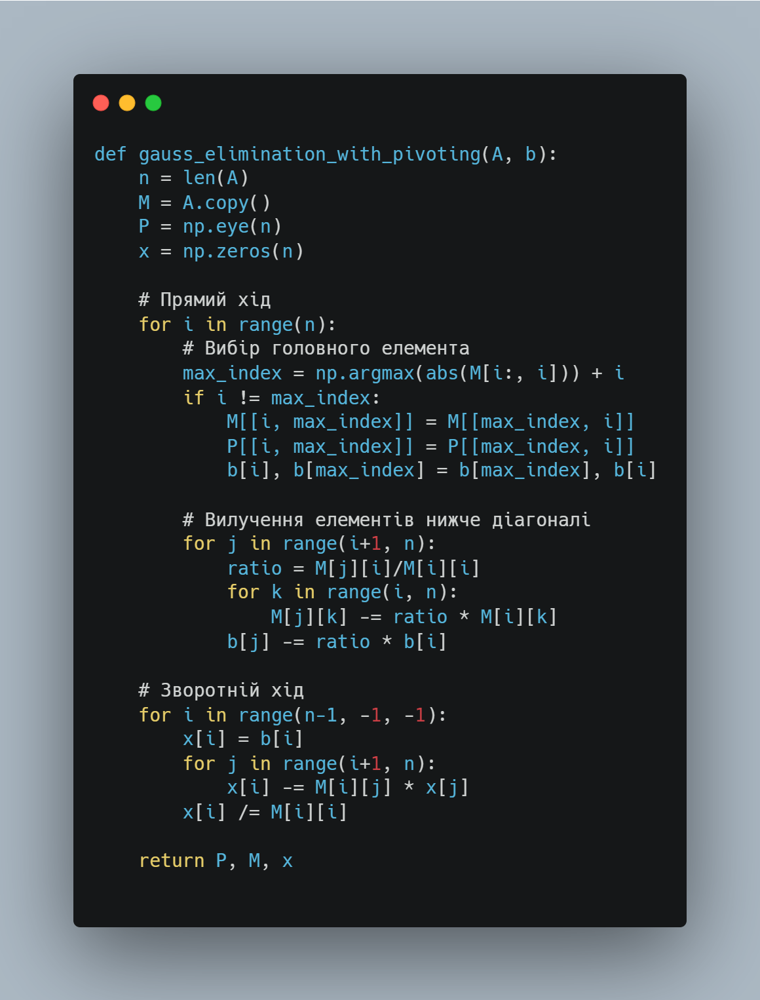 def gauss_elimination_with_pivoting(A, b):
    n = len(A)
    M = A.copy()
    P = np.eye(n)
    x = np.zeros(n)

    # Прямий хід
    for i in range(n):
        # Вибір головного елемента
        max_index = np.argmax(abs(M[i:, i])) + i
        if i != max_index:
            M[[i, max_index]] = M[[max_index, i]]
            P[[i, max_index]] = P[[max_index, i]]
            b[i], b[max_index] = b[max_index], b[i]

        # Вилучення елементів нижче діагоналі
        for j in range(i+1, n):
            ratio = M[j][i]/M[i][i]
            for k in range(i, n):
                M[j][k] -= ratio * M[i][k]
            b[j] -= ratio * b[i]

    # Зворотній хід
    for i in range(n-1, -1, -1):
        x[i] = b[i]
        for j in range(i+1, n):
            x[i] -= M[i][j] * x[j]
        x[i] /= M[i][i]

    return P, M, x